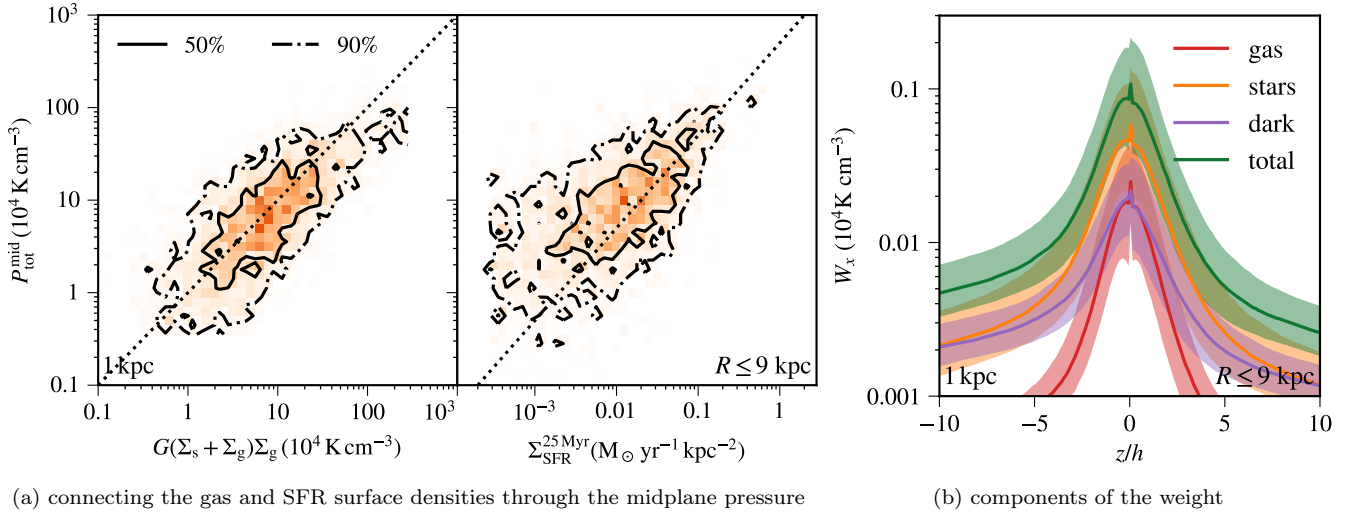 10³
100
10
1
0.1
P_tot^mid (10⁴ K cm⁻³)
50%
90%
1 kpc
0.1
1
10
100
10³
G(Σ_s + Σ_g)Σ_g (10⁴ K cm⁻³)
R ≤ 9 kpc
10⁻³
0.01
0.1
1
Σ_SFR^25 Myr (M_⊙ yr⁻¹ kpc⁻²)
(a) connecting the gas and SFR surface densities through the midplane pressure
0.1
0.01
0.001
W_x (10⁴K cm⁻³)
gas
stars
dark
total
1 kpc
R ≤ 9 kpc
−10
−5
0
5
10
z/h
(b) components of the weight